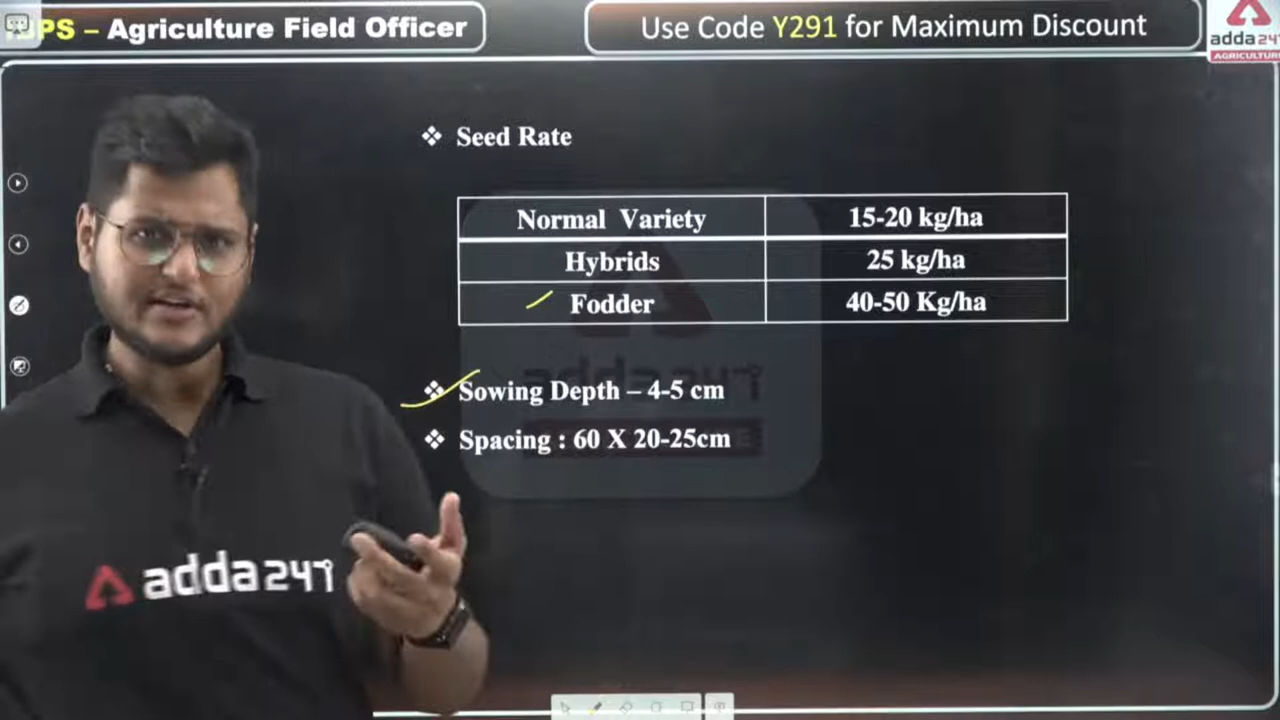 IBPS – Agriculture Field Officer
Use Code Y291 for Maximum Discount
adda247
AGRICULTURE
❖ Seed Rate
Normal Variety 15-20 kg/ha
Hybrids 25 kg/ha
Fodder 40-50 Kg/ha
❖ Sowing Depth – 4-5 cm
❖ Spacing : 60 X 20-25cm
adda247